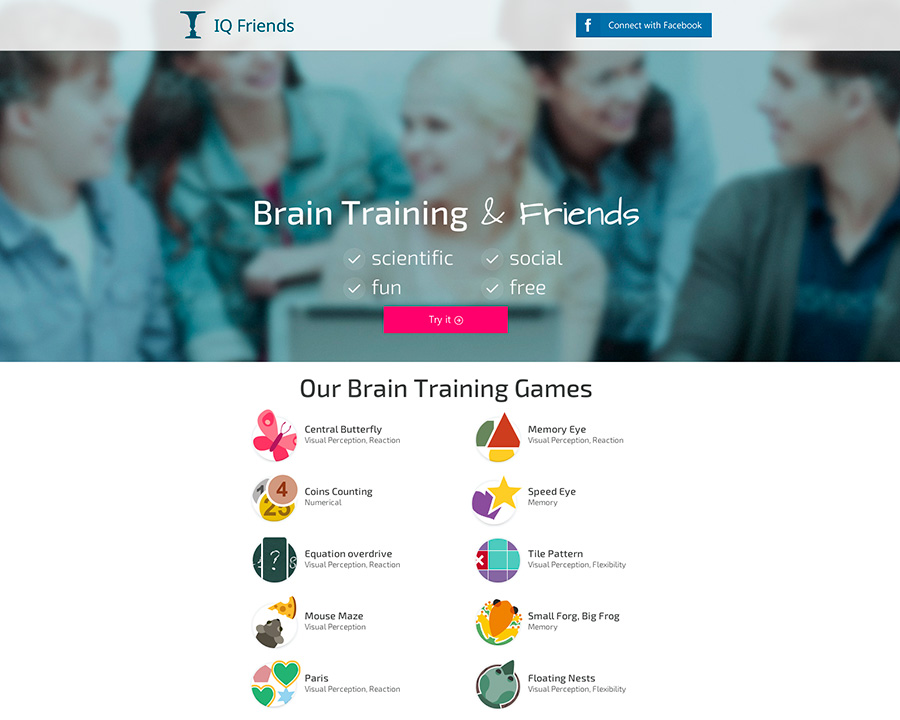 IQ Friends
f Connect with Facebook
Brain Training & Friends
scientific
social
fun
free
Try it
Our Brain Training Games
Central Butterfly
Visual Perception, Reaction
Memory Eye
Visual Perception, Reaction
4
25
Coins Counting
Numerical
Speed Eye
Memory
?
Equation overdrive
Visual Perception, Reaction
Tile Pattern
Visual Perception, Flexibility
Mouse Maze
Visual Perception
Small Forg, Big Frog
Memory
Paris
Visual Perception, Reaction
Floating Nests
Visual Perception, Flexibility